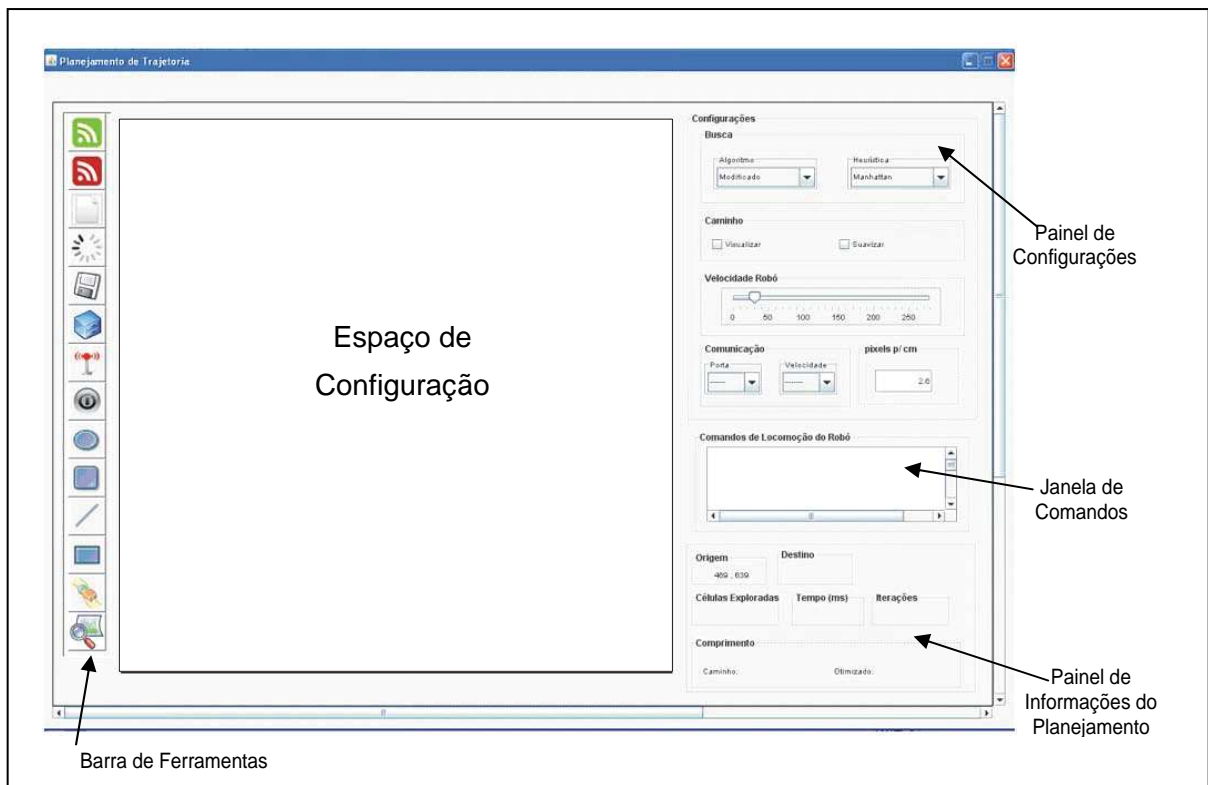 Planejamento de Trajetoria
Configurações
Busca
Algoritmo
Heurística
Modificado
Manhattan
Painel de
Configurações
Caminho
Visualizar
Suavizar
Velocidade Robô
0 50 100 150 200 250
Espaço de
Configuração
Comunicação
pixels p/ cm
Porta
Velocidade
-----
------
2.6
Comandos de Locomoção do Robô
Janela de
Comandos
Origem
Destino
469 , 639
Células Exploradas
Tempo (ms)
Iterações
Comprimento
Caminho:
Otimizado:
Painel de
Informações do
Planejamento
Barra de Ferramentas